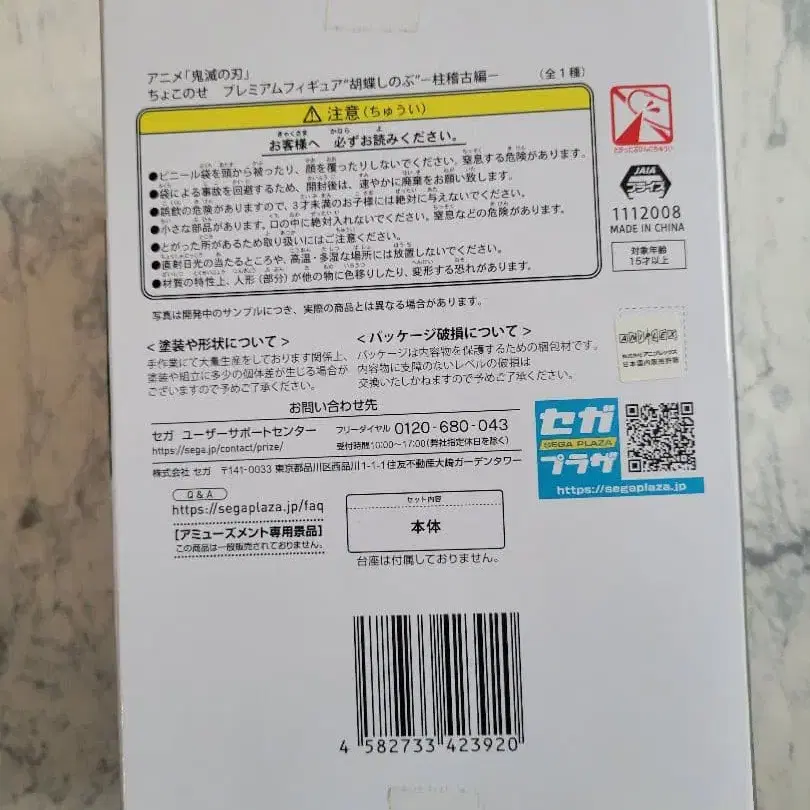 アニメ「鬼滅の刃」
ちょこのせ プレミアムフィギュア"胡蝶しのぶ"－柱稽古編－ (全1種)
⚠注意(ちゅうい)
お客様へ 必ずお読みください。
●ビニール袋を頭から被ったり、顔を覆ったりしないでください。窒息する危険があります。
●袋による事故を回避するため、開封後は、速やかに廃棄をお願い致します。
●誤飲の危険がありますので、3才未満のお子様には絶対に与えないでください。
●小さな部品があります。口の中に絶対入れないでください。窒息などの危険があります。
●とがった所があるため取り扱いにはご注意ください。
●直射日光の当たるところや、高温・多湿な場所には放置しないでください。
●材質の特性上、人形(部分)が他の物に色移りしたり、変形する恐れがあります。
JAIA
プライズ
1112008
MADE IN CHINA
対象年齢
15才以上
写真は開発中のサンプルにつき、実際の商品とは異なる場合があります。
<塗装や形状について>
手作業にて大量生産をしております関係上、
塗装や組立に多少の個体差が生じる場合が
ございますので予めご了承ください。
<パッケージ破損について>
パッケージは内容物を保護するための梱包材です。
内容物に支障のないレベルの破損は
交換いたしかねますので予めご了承ください。
ANIPLEX
株式会社アニプレックス
日本国内販売許諾
お問い合わせ先
セガ ユーザーサポートセンター フリーダイヤル 0120-680-043
https://sega.jp/contact/prize/ 受付時間10:00～17:00(弊社指定休日を除く)
株式会社 セガ 〒141-0033 東京都品川区西品川1-1-1住友不動産大崎ガーデンタワー
セガ
SEGA PLAZA
プラザ
https://segaplaza.jp
Q&A
https://segaplaza.jp/faq
[アミューズメント専用景品]
この商品は一般販売されておりません。
セット内容
本体
台座は付属しておりません。
4 582733 423920